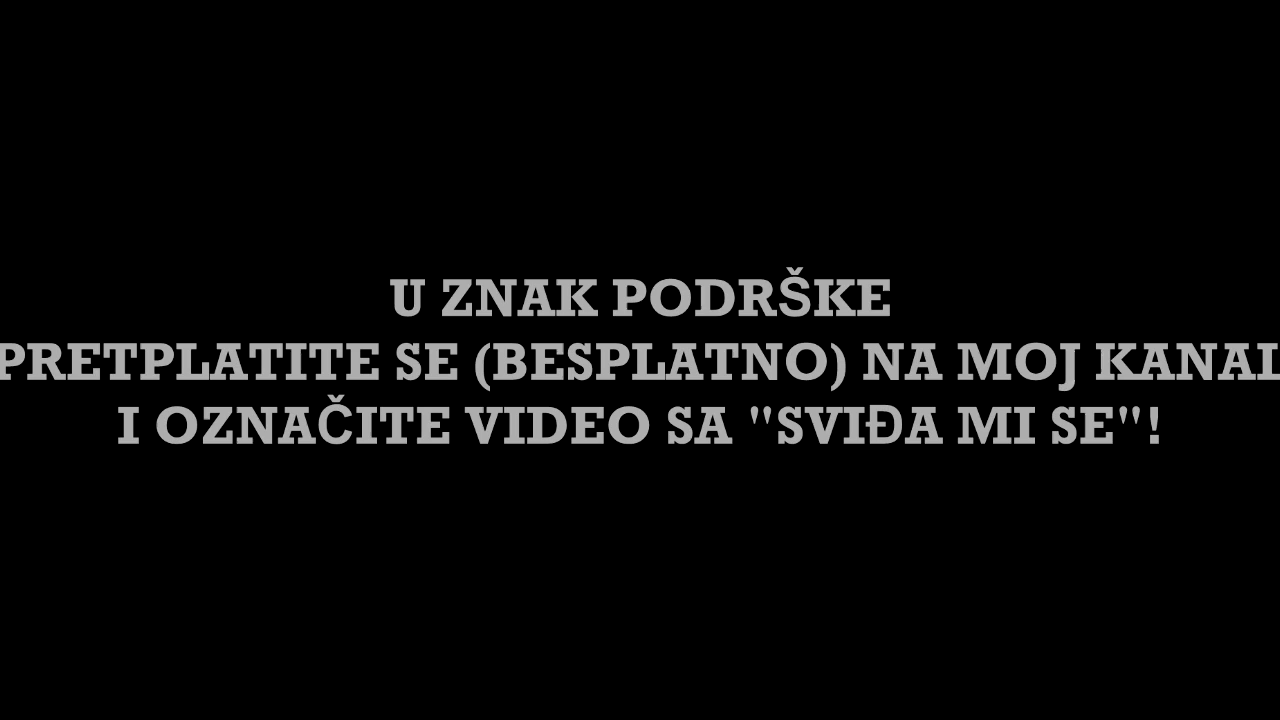 U ZNAK PODRŠKE
PRETPLATITE SE (BESPLATNO) NA MOJ KANAL
I OZNAČITE VIDEO SA "SVIĐA MI SE"!